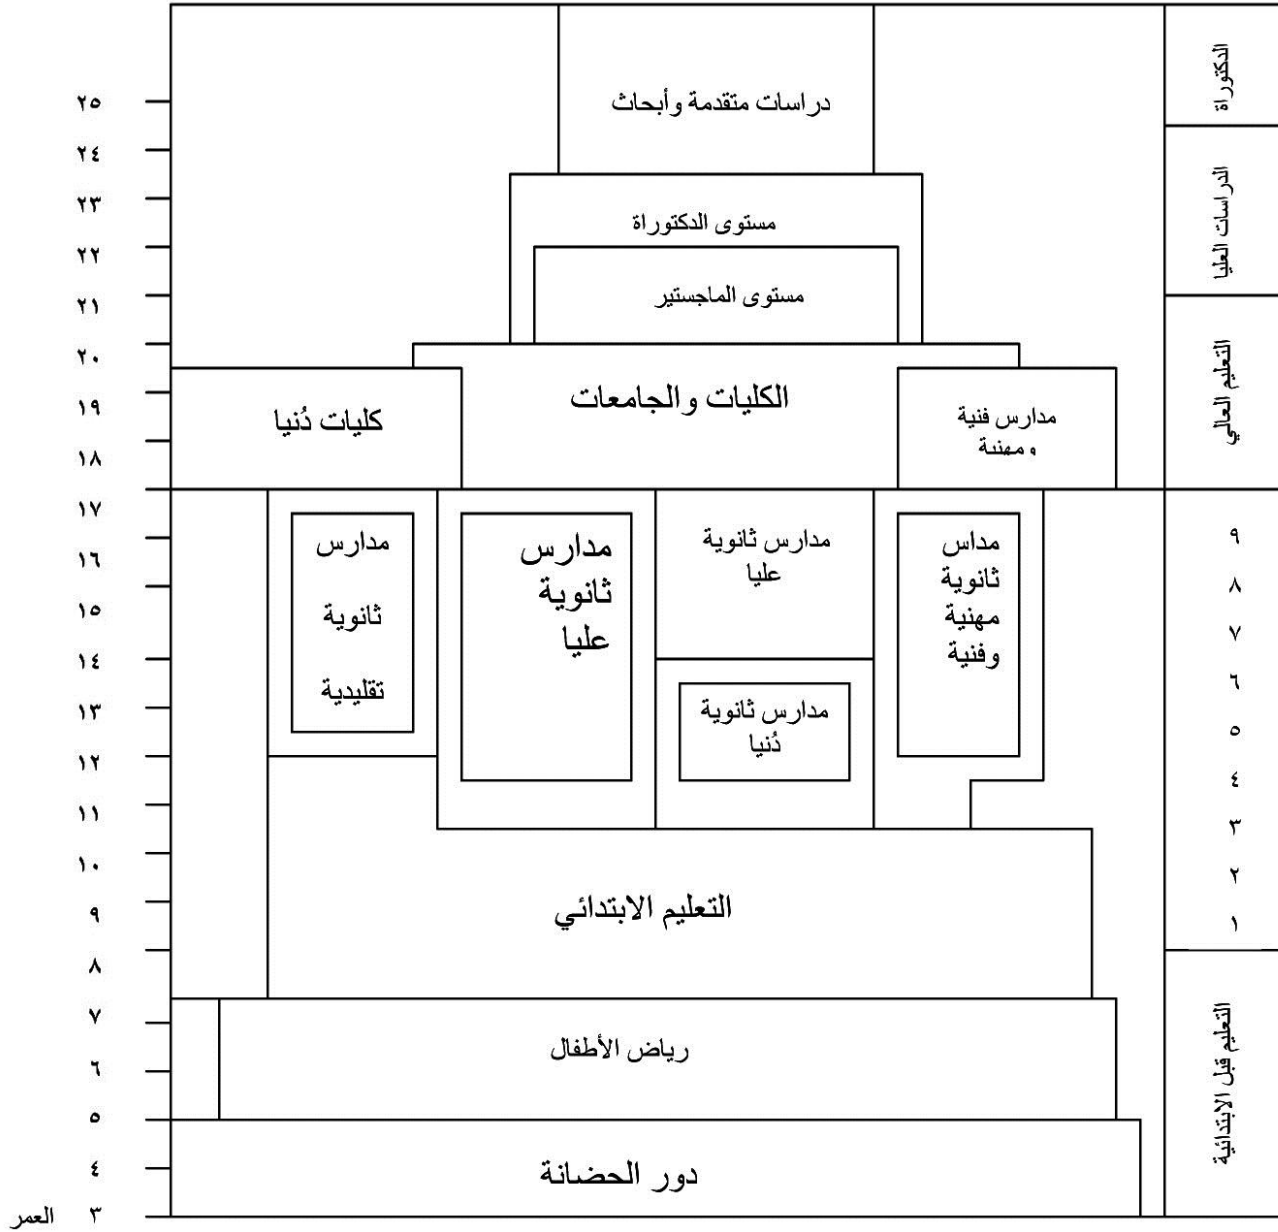 الدكتوراة
٢٥
دراسات متقدمة وأبحاث
٢٤
الدراسات العليا
٢٣
مستوى الدكتوراة
٢٢
مستوى الماجستير
٢١
٢٠
التعليم العالي
الكليات والجامعات
١٩
مدارس فنية
ومهنية
كليات دُنيا
١٨
١٧
٩
مداس
ثانوية
مهنية
وفنية
مدارس ثانوية
عليا
مدارس
ثانوية
عليا
مدارس
ثانوية
تقليدية
١٦
٨
١٥
٧
١٤
٦
مدارس ثانوية
دُنيا
١٣
٥
١٢
٤
١١
٣
١٠
٢
التعليم الابتدائي
٩
١
٨
التعليم قبل الابتدائية
٧
رياض الأطفال
٦
٥
دور الحضانة
٤
٣
العمر